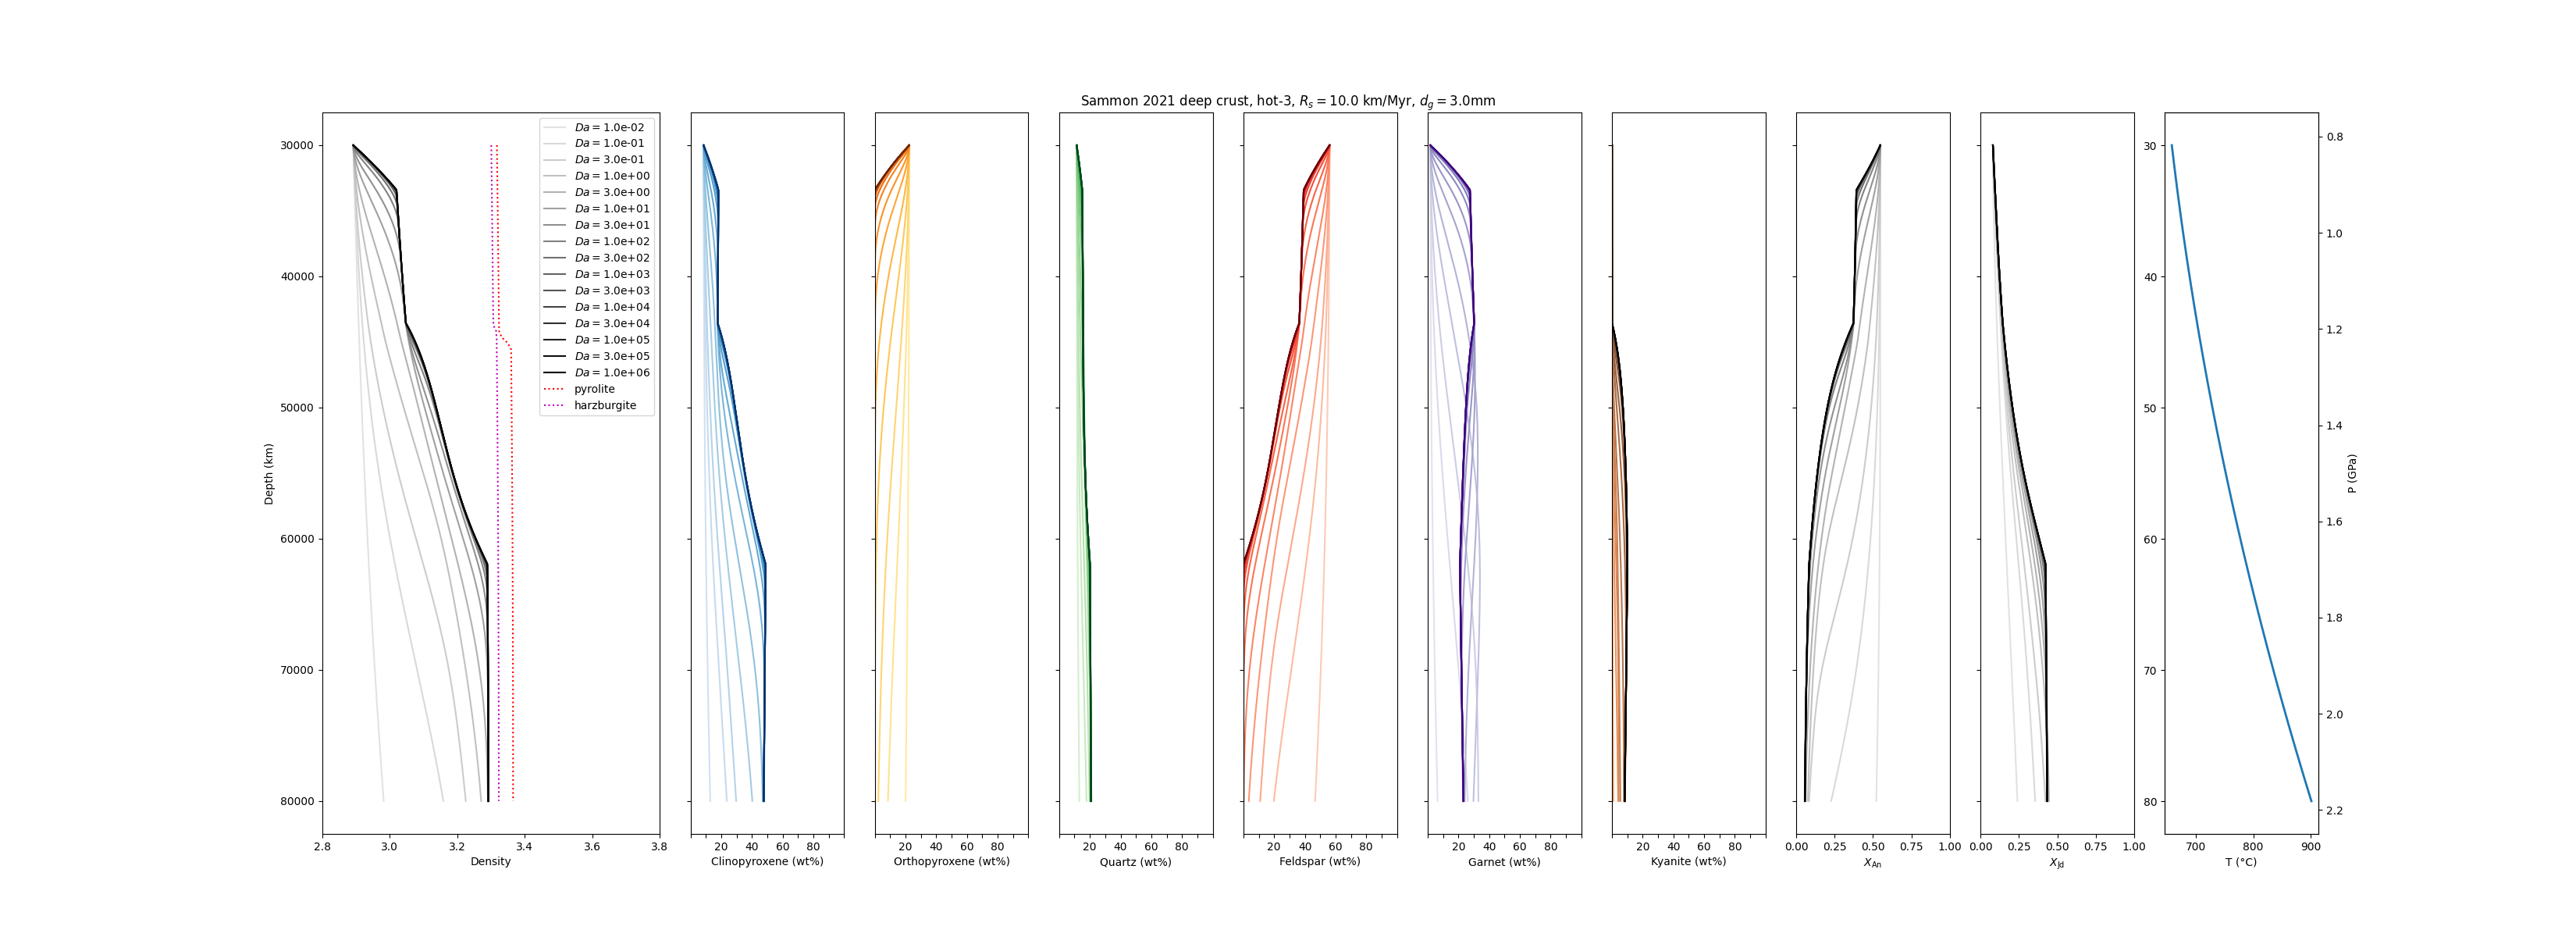 Sammon 2021 deep crust, hot-3, R_s = 10.0 km/Myr, d_g = 3.0mm
Da = 1.0e-02
Da = 1.0e-01
Da = 3.0e-01
Da = 1.0e+00
Da = 3.0e+00
Da = 1.0e+01
Da = 3.0e+01
Da = 1.0e+02
Da = 3.0e+02
Da = 1.0e+03
Da = 3.0e+03
Da = 1.0e+04
Da = 3.0e+04
Da = 1.0e+05
Da = 3.0e+05
Da = 1.0e+06
pyrolite
harzburgite
Depth (km)
30000
40000
50000
60000
70000
80000
2.8 3.0 3.2 3.4 3.6 3.8
Density
20 40 60 80
Clinopyroxene (wt%)
20 40 60 80
Orthopyroxene (wt%)
20 40 60 80
Quartz (wt%)
20 40 60 80
Feldspar (wt%)
20 40 60 80
Garnet (wt%)
20 40 60 80
Kyanite (wt%)
0.00 0.25 0.50 0.75 1.00
X_An
0.00 0.25 0.50 0.75 1.00
X_Jd
30
40
50
60
70
80
700 800 900
T (°C)
0.8
1.0
1.2
1.4
1.6
1.8
2.0
2.2
P (GPa)